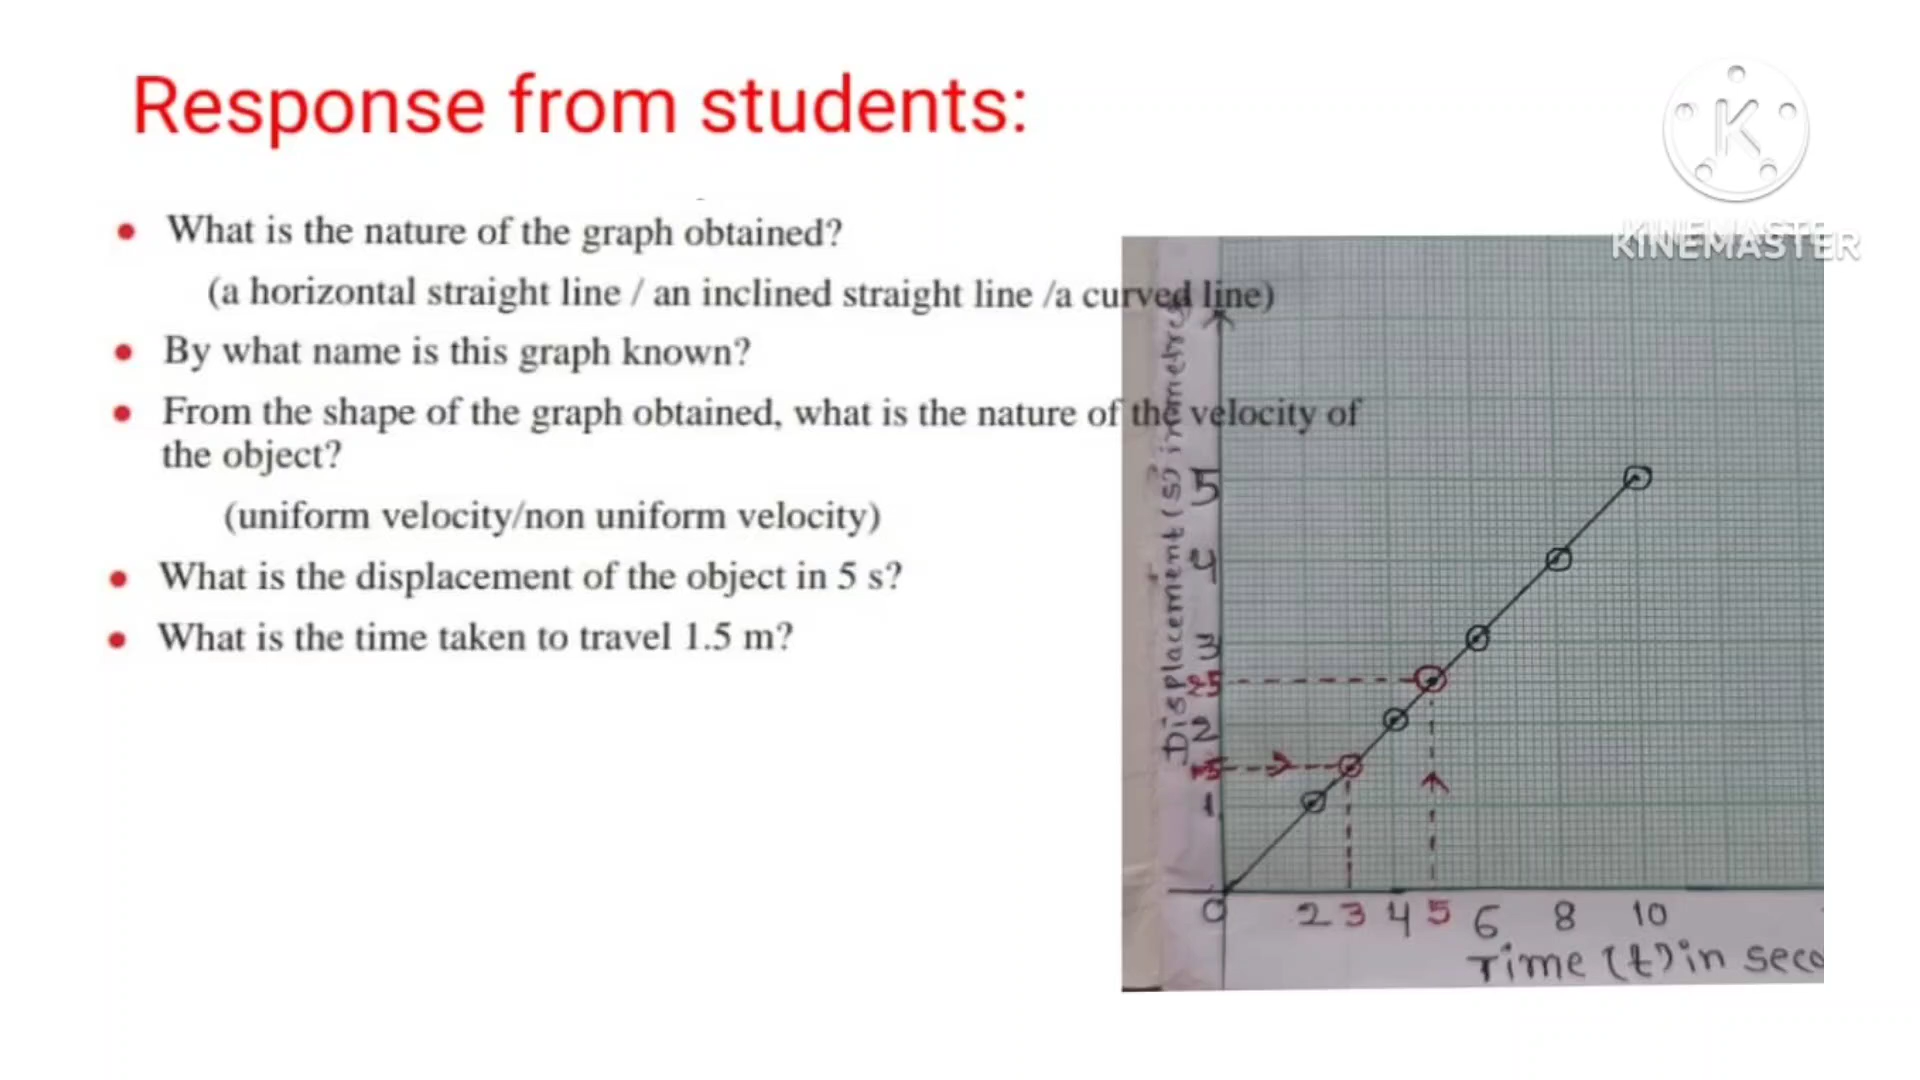 Response from students:
K
KINEMASTER
• What is the nature of the graph obtained?
(a horizontal straight line / an inclined straight line /a curved line)
• By what name is this graph known?
• From the shape of the graph obtained, what is the nature of the velocity of
the object?
(uniform velocity/non uniform velocity)
• What is the displacement of the object in 5 s?
• What is the time taken to travel 1.5 m?
Displacement (s) in metres
5
4
3
2.5
2
1.5
1
0 2 3 4 5 6 8 10
Time (t) in seco